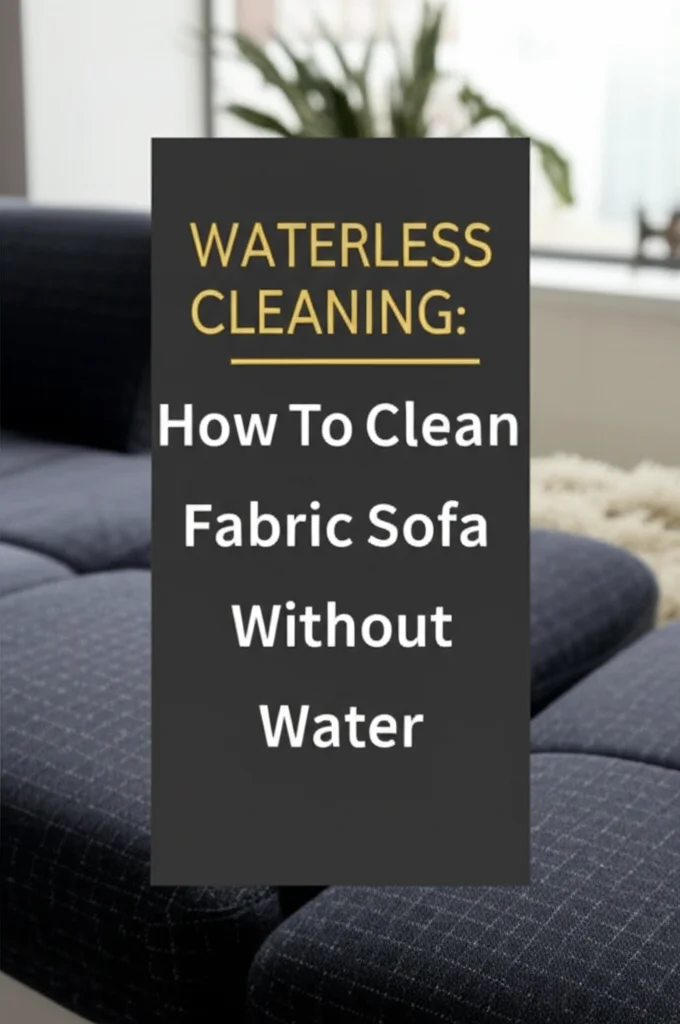 WATERLESS
CLEANING:
How To Clean
Fabric Sofa
Without
Water